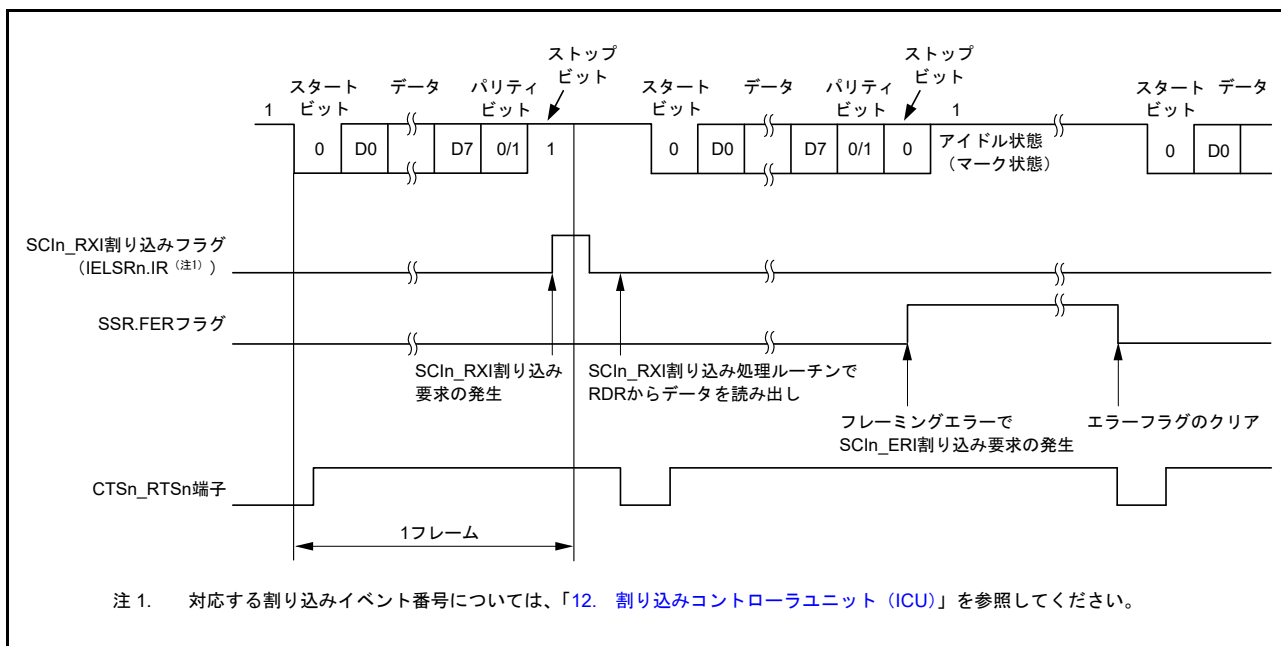 ストップ
ビット
ストップ
ビット
スタート
ビット
データ
パリティ
ビット
スタート
ビット
データ
パリティ
ビット
1
スタート
ビット
データ
1
0 D0 D7 0/1 1 0 D0 D7 0/1 0 アイドル状態
（マーク状態）
0 D0
SCIn_RXI割り込みフラグ
（IELSRn.IR（注1））
SSR.FERフラグ
SCIn_RXI割り込み
要求の発生
SCIn_RXI割り込み処理ルーチンで
RDRからデータを読み出し
フレーミングエラーで
SCIn_ERI割り込み要求の発生
エラーフラグのクリア
CTSn_RTSn端子
1フレーム
注 1. 対応する割り込みイベント番号については、「12. 割り込みコントローラユニット（ICU）」を参照してください。